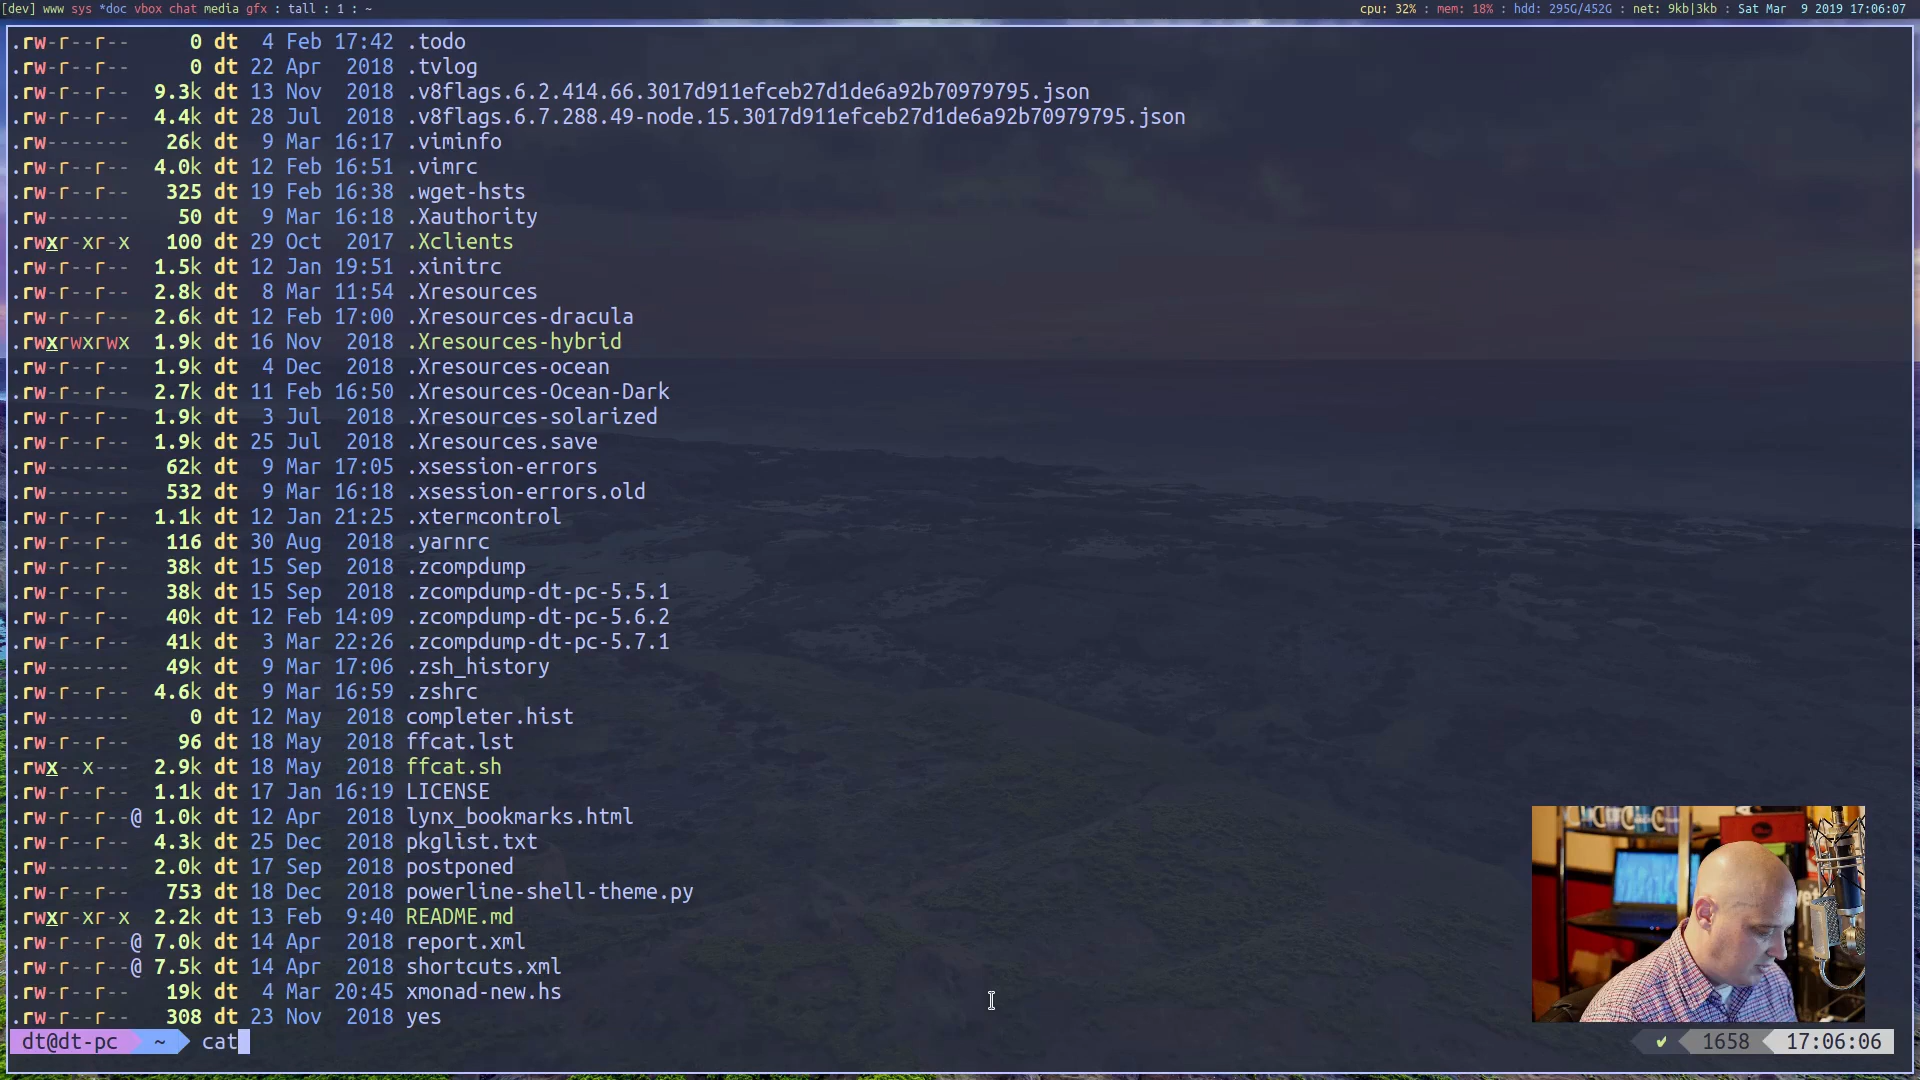 [dev] www sys *doc vbox chat media gfx : tall : 1 : ~ cpu: 32% : mem: 18% : hdd: 295G/452G : net: 9kb|3kb : Sat Mar  9 2019 17:06:07
.rw-r--r-- 0 dt 4 Feb 17:42 .todo
.rw-r--r-- 0 dt 22 Apr 2018 .tvlog
.rw-r--r-- 9.3k dt 13 Nov 2018 .v8flags.6.2.414.66.3017d911efceb27d1de6a92b70979795.json
.rw-r--r-- 4.4k dt 28 Jul 2018 .v8flags.6.7.288.49-node.15.3017d911efceb27d1de6a92b70979795.json
.rw------- 26k dt 9 Mar 16:17 .viminfo
.rw-r--r-- 4.0k dt 12 Feb 16:51 .vimrc
.rw-r--r-- 325 dt 19 Feb 16:38 .wget-hsts
.rw------- 50 dt 9 Mar 16:18 .Xauthority
.rwxr-xr-x 100 dt 29 Oct 2017 .Xclients
.rw-r--r-- 1.5k dt 12 Jan 19:51 .xinitrc
.rw-r--r-- 2.8k dt 8 Mar 11:54 .Xresources
.rw-r--r-- 2.6k dt 12 Feb 17:00 .Xresources-dracula
.rwxrwxrwx 1.9k dt 16 Nov 2018 .Xresources-hybrid
.rw-r--r-- 1.9k dt 4 Dec 2018 .Xresources-ocean
.rw-r--r-- 2.7k dt 11 Feb 16:50 .Xresources-Ocean-Dark
.rw-r--r-- 1.9k dt 3 Jul 2018 .Xresources-solarized
.rw-r--r-- 1.9k dt 25 Jul 2018 .Xresources.save
.rw------- 62k dt 9 Mar 17:05 .xsession-errors
.rw------- 532 dt 9 Mar 16:18 .xsession-errors.old
.rw-r--r-- 1.1k dt 12 Jan 21:25 .xtermcontrol
.rw-r--r-- 116 dt 30 Aug 2018 .yarnrc
.rw-r--r-- 38k dt 15 Sep 2018 .zcompdump
.rw-r--r-- 38k dt 15 Sep 2018 .zcompdump-dt-pc-5.5.1
.rw-r--r-- 40k dt 12 Feb 14:09 .zcompdump-dt-pc-5.6.2
.rw-r--r-- 41k dt 3 Mar 22:26 .zcompdump-dt-pc-5.7.1
.rw------- 49k dt 9 Mar 17:06 .zsh_history
.rw-r--r-- 4.6k dt 9 Mar 16:59 .zshrc
.rw------- 0 dt 12 May 2018 completer.hist
.rw-r--r-- 96 dt 18 May 2018 ffcat.lst
.rwx--x--- 2.9k dt 18 May 2018 ffcat.sh
.rw-r--r-- 1.1k dt 17 Jan 16:19 LICENSE
.rw-r--r--@ 1.0k dt 12 Apr 2018 lynx_bookmarks.html
.rw-r--r-- 4.3k dt 25 Dec 2018 pkglist.txt
.rw------- 2.0k dt 17 Sep 2018 postponed
.rw-r--r-- 753 dt 18 Dec 2018 powerline-shell-theme.py
.rwxr-xr-x 2.2k dt 13 Feb 9:40 README.md
.rw-r--r--@ 7.0k dt 14 Apr 2018 report.xml
.rw-r--r--@ 7.5k dt 14 Apr 2018 shortcuts.xml
.rw-r--r-- 19k dt 4 Mar 20:45 xmonad-new.hs
.rw-r--r-- 308 dt 23 Nov 2018 yes
dt@dt-pc ~ cat ✔ 1658 17:06:06